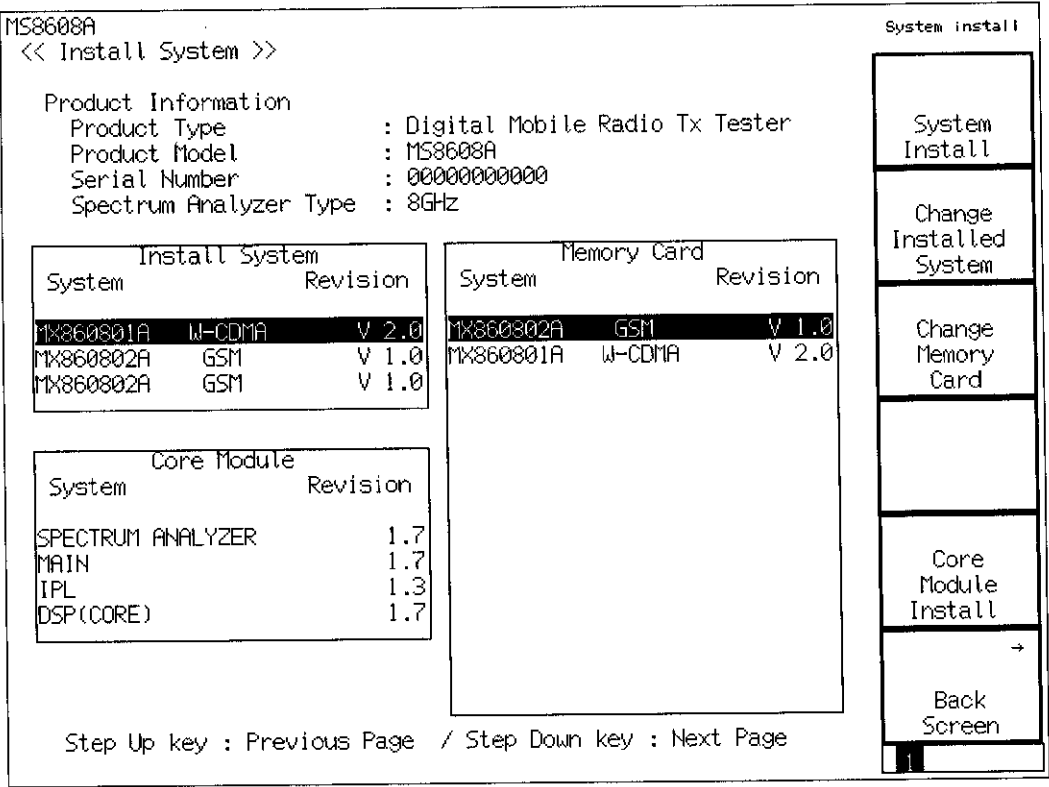 MS8608A
<< Install System >>
System install
Product Information
Product Type : Digital Mobile Radio Tx Tester
Product Model : MS8608A
Serial Number : 00000000000
Spectrum Analyzer Type : 8GHz
Install System
System Revision
MX860801A W-CDMA V 2.0
MX860802A GSM V 1.0
MX860802A GSM V 1.0
Memory Card
System Revision
MX860802A GSM V 1.0
MX860801A W-CDMA V 2.0
Core Module
System Revision
SPECTRUM ANALYZER 1.7
MAIN 1.7
IPL 1.3
DSP(CORE) 1.7
Step Up key : Previous Page / Step Down key : Next Page
System
Install
Change
Installed
System
Change
Memory
Card
Core
Module
Install
→
Back
Screen
1